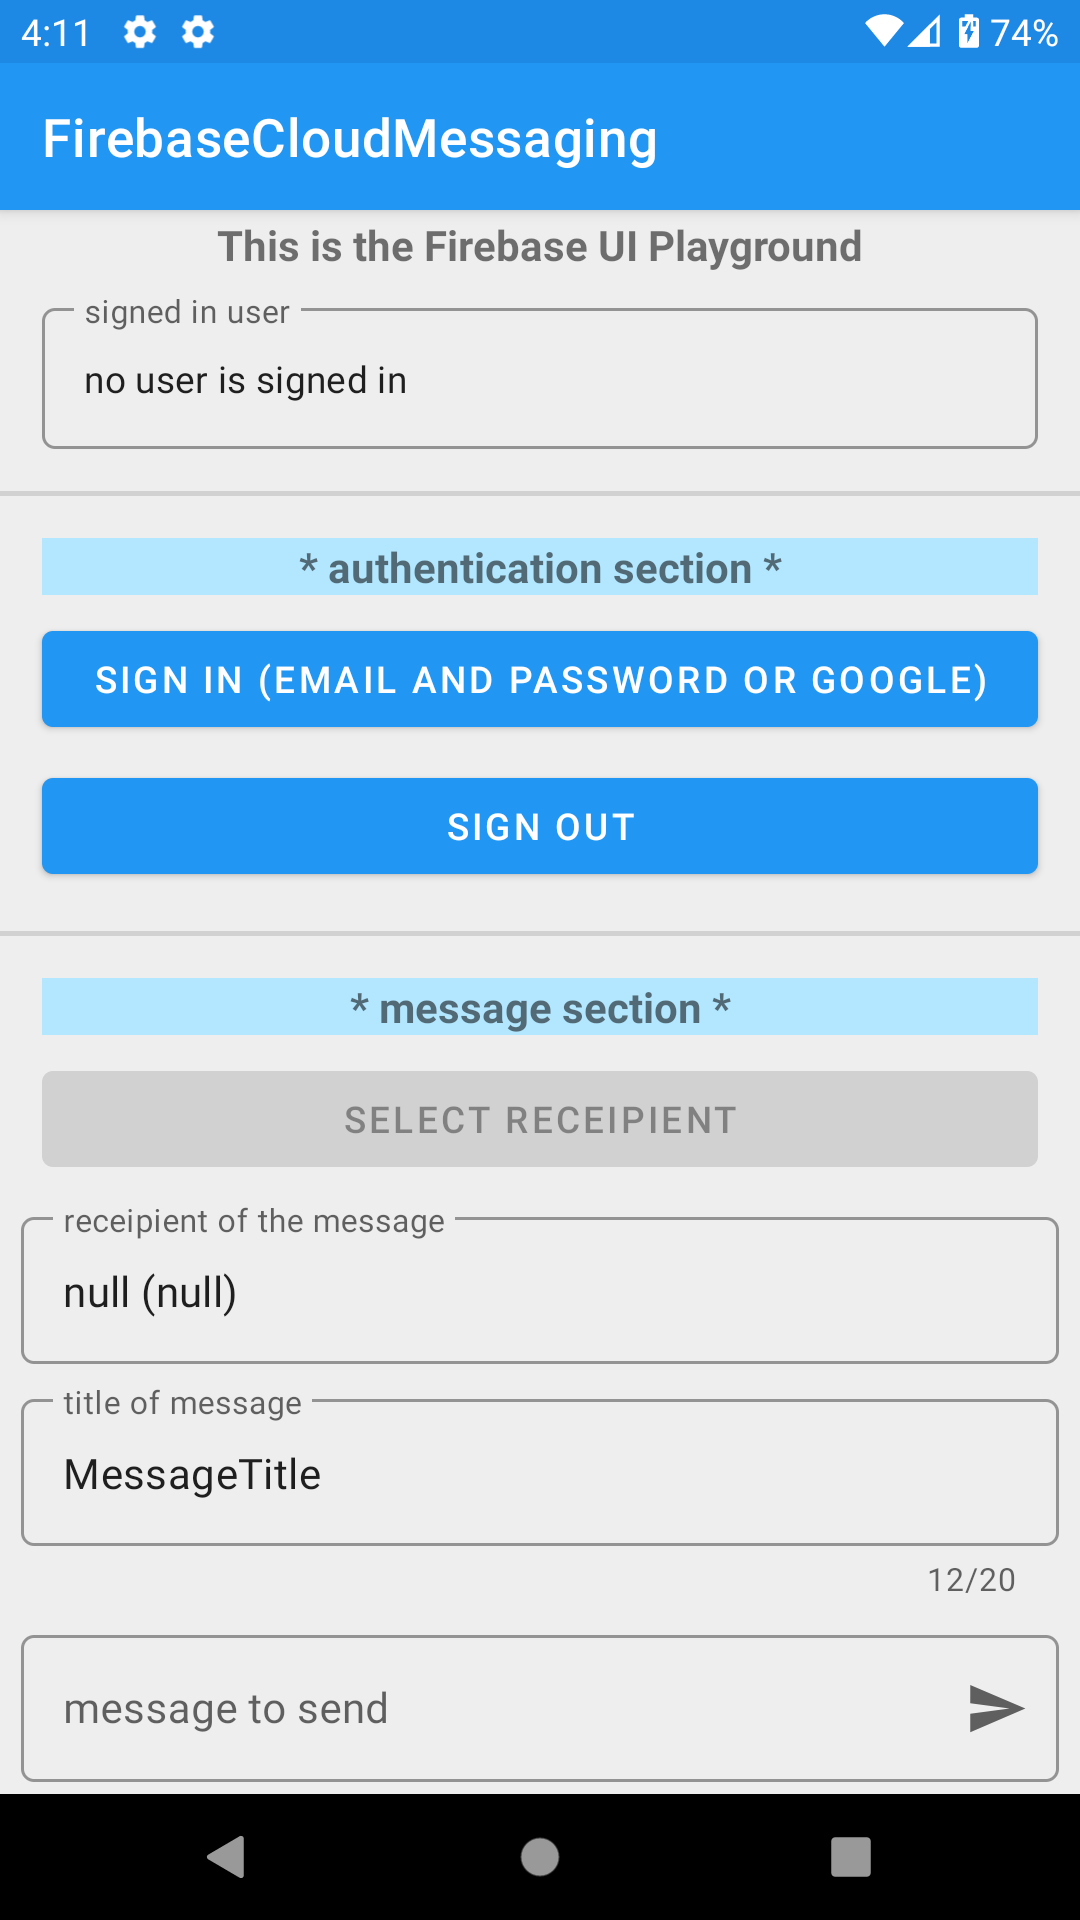 4:11
74%
FirebaseCloudMessaging
This is the Firebase UI Playground
signed in user
no user is signed in
* authentication section *
SIGN IN (EMAIL AND PASSWORD OR GOOGLE)
SIGN OUT
* message section *
SELECT RECEIPIENT
receipient of the message
null (null)
title of message
MessageTitle
12/20
message to send